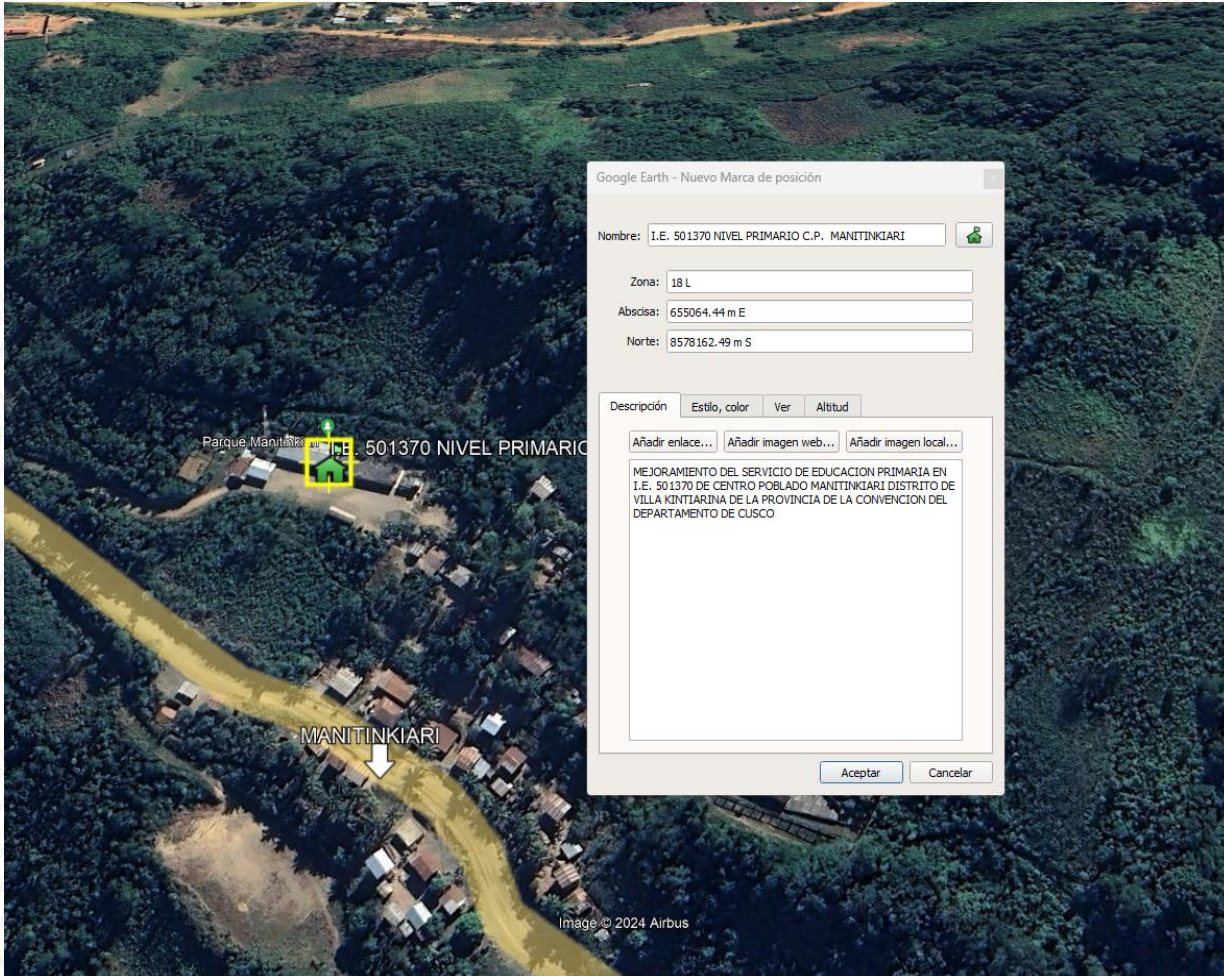 Google Earth - Nuevo Marca de posición
Nombre: I.E. 501370 NIVEL PRIMARIO C.P. MANITINKIARI
Zona: 18 L
Abscisa: 655064.44 m E
Norte: 8578162.49 m S
Descripción Estilo, color Ver Altitud
Añadir enlace... Añadir imagen web... Añadir imagen local...
MEJORAMIENTO DEL SERVICIO DE EDUCACION PRIMARIA EN
I.E. 501370 DE CENTRO POBLADO MANITINKIARI DISTRITO DE
VILLA KINTIARINA DE LA PROVINCIA DE LA CONVENCION DEL
DEPARTAMENTO DE CUSCO
Aceptar Cancelar
Parque
I.E. 501370 NIVEL PRIMARIO
MANITINKIARI
Image © 2024 Airbus